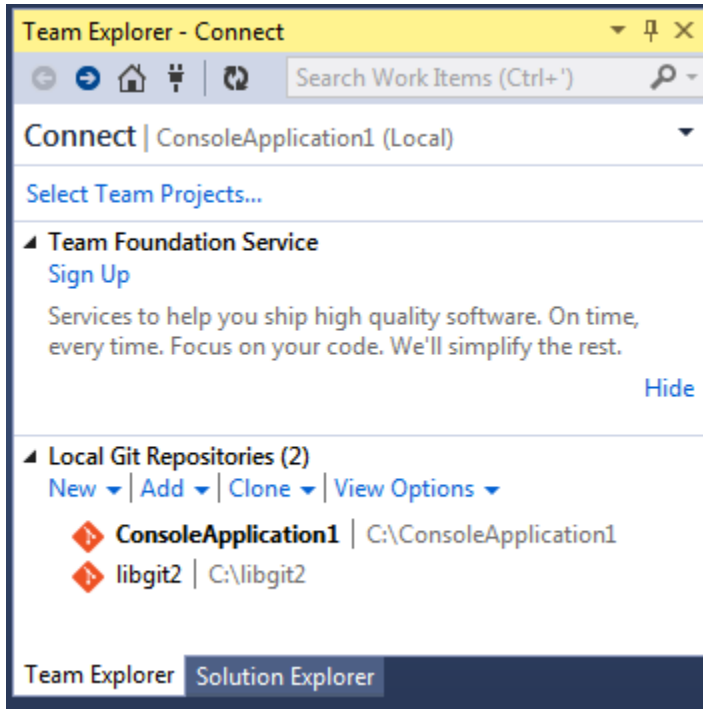 Team Explorer - Connect
Search Work Items (Ctrl+')
Connect | ConsoleApplication1 (Local)
Select Team Projects...
Team Foundation Service
Sign Up
Services to help you ship high quality software. On time,
every time. Focus on your code. We'll simplify the rest.
Hide
Local Git Repositories (2)
New | Add | Clone | View Options
ConsoleApplication1 | C:\ConsoleApplication1
libgit2 | C:\libgit2
Team Explorer Solution Explorer